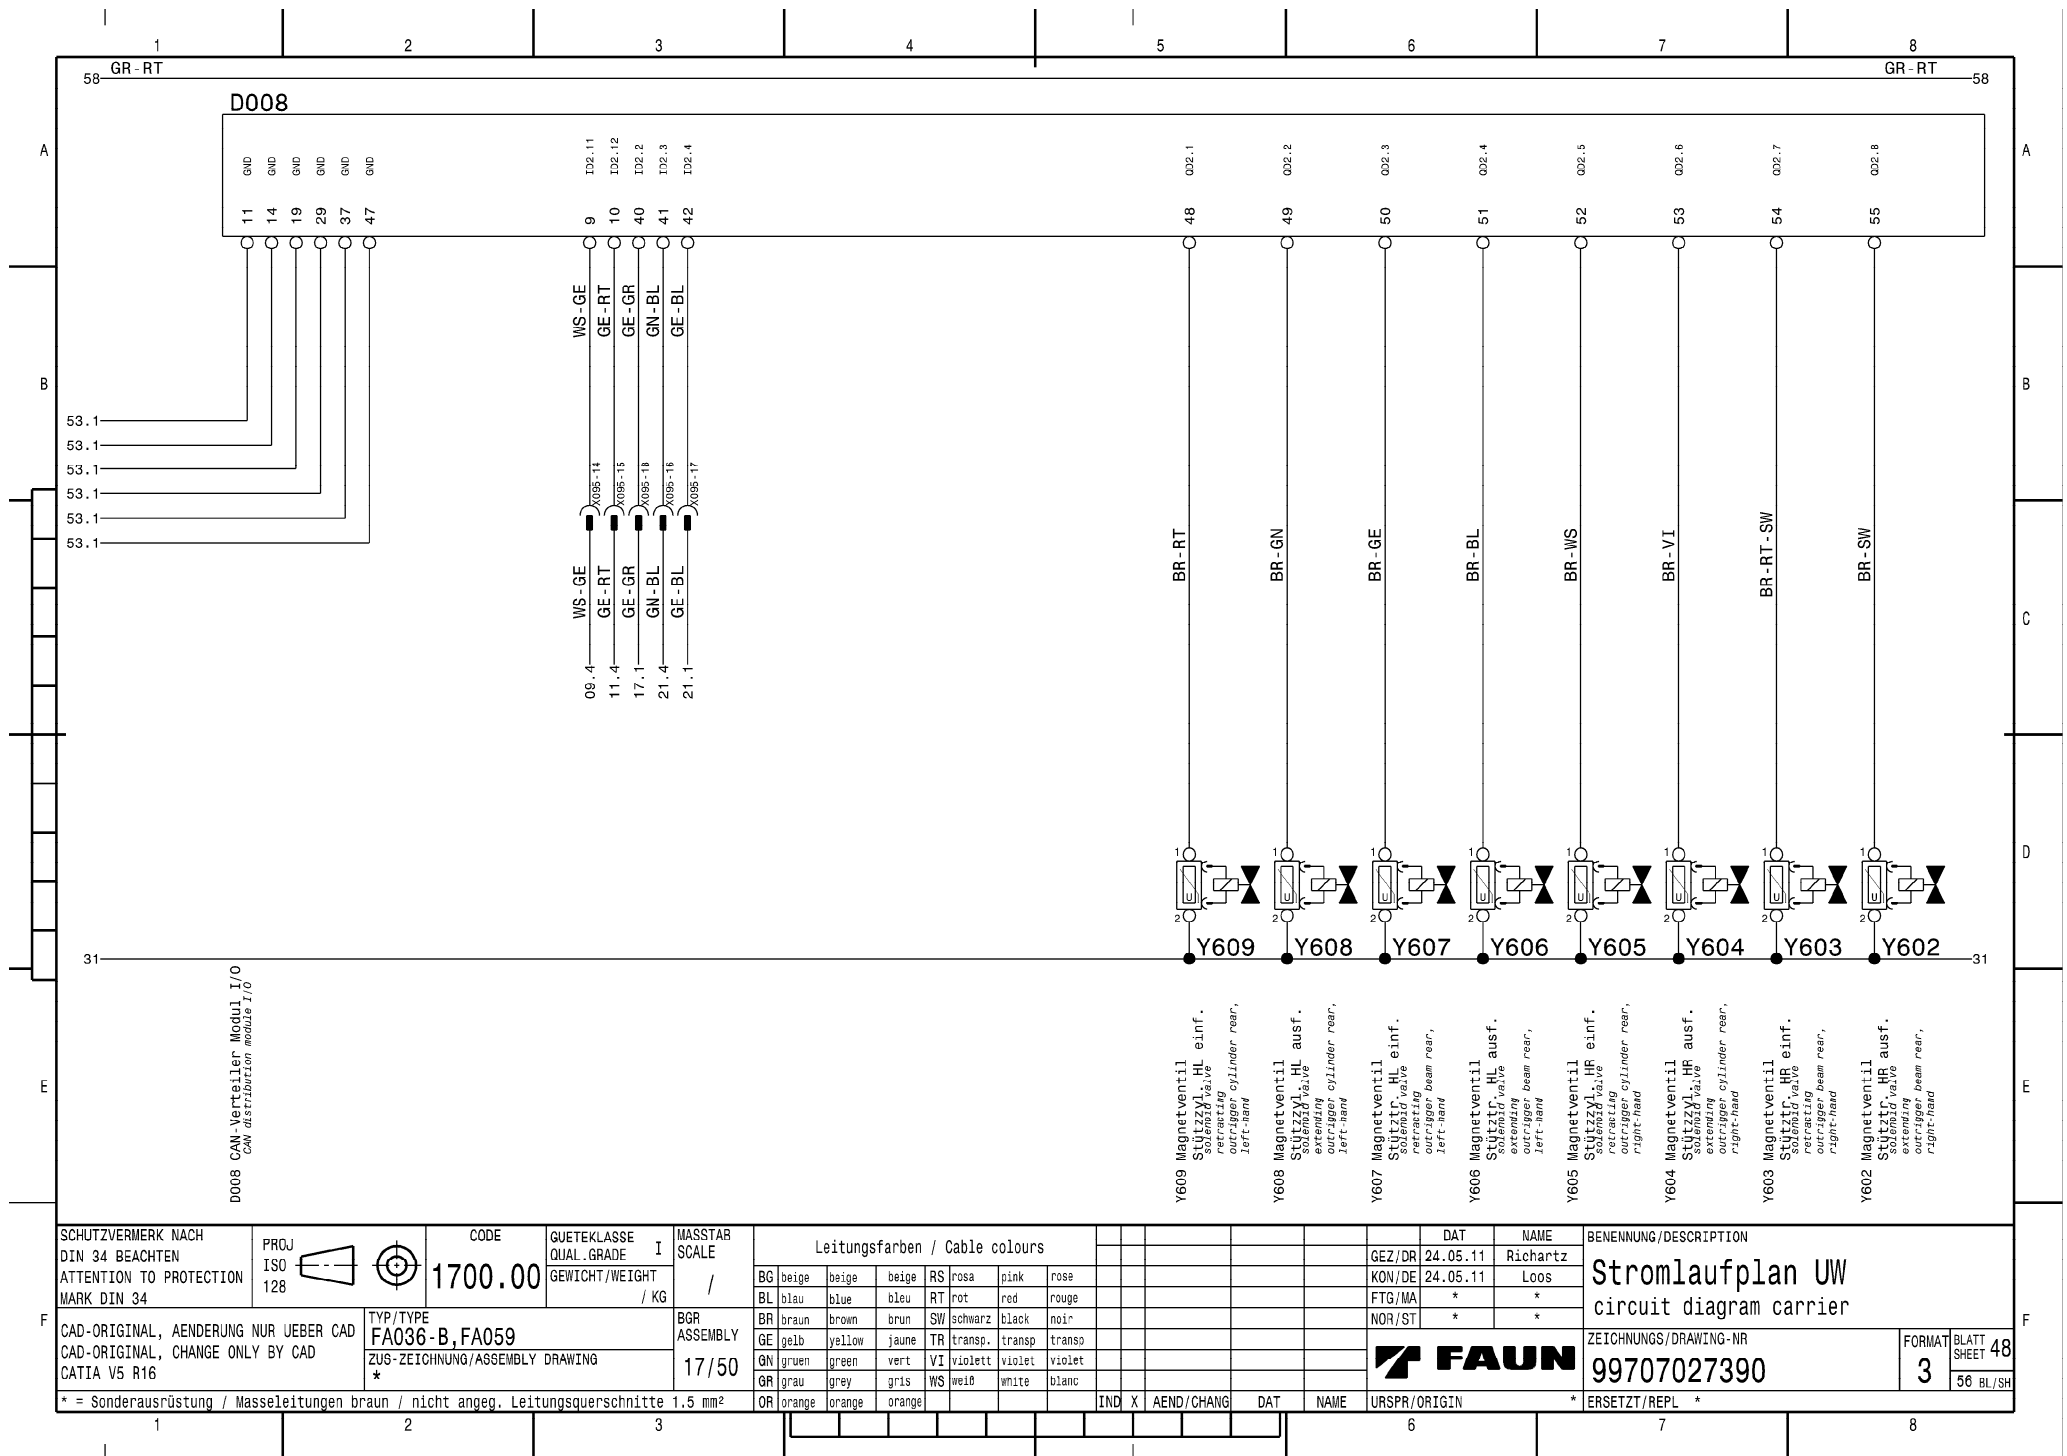 1 2 3 4 5 6 7 8
GR-RT GR-RT
58 58
D008
A A
GND GND GND GND GND GND ID2.11 ID2.12 ID2.2 ID2.3 ID2.4 QD2.1 QD2.2 QD2.3 QD2.4 QD2.5 QD2.6 QD2.7 QD2.8
11 14 19 29 37 47 9 10 40 41 42 48 49 50 51 52 53 54 55
WS-GE GE-RT GE-GR GN-BL GE-BL
B B
53.1
53.1
53.1
53.1
53.1
53.1
X095-14 X095-15 X095-18 X095-16 X095-17
BR-RT BR-GN BR-GE BR-BL BR-WS BR-VI BR-RT-SW BR-SW
WS-GE GE-RT GE-GR GN-BL GE-BL
C C
09.4 11.4 17.1 21.4 21.1
D D
1 1 1 1 1 1 1 1
U U U U U U U U
2 2 2 2 2 2 2 2
Y609 Y608 Y607 Y606 Y605 Y604 Y603 Y602
31 31
E E
D008 CAN-Verteiler Modul I/O
CAN distribution module I/O
Y609 Magnetventil
Stützzyl. HL einf.
solenoid valve
retracting
outrigger cylinder rear,
left-hand
Y608 Magnetventil
Stützzyl. HL ausf.
solenoid valve
extending
outrigger cylinder rear,
left-hand
Y607 Magnetventil
Stütztr. HL einf.
solenoid valve
retracting
outrigger beam rear,
left-hand
Y606 Magnetventil
Stütztr. HL ausf.
solenoid valve
extending
outrigger beam rear,
left-hand
Y605 Magnetventil
Stützzyl. HR einf.
solenoid valve
retracting
outrigger cylinder rear,
right-hand
Y604 Magnetventil
Stützzyl. HR ausf.
solenoid valve
extending
outrigger cylinder rear,
right-hand
Y603 Magnetventil
Stütztr. HR einf.
solenoid valve
retracting
outrigger beam rear,
right-hand
Y602 Magnetventil
Stütztr. HR ausf.
solenoid valve
extending
outrigger beam rear,
right-hand
F F
SCHUTZVERMERK NACH
DIN 34 BEACHTEN
ATTENTION TO PROTECTION
MARK DIN 34
PROJ
ISO
128
CODE
1700.00
GUETEKLASSE
QUAL.GRADE I
GEWICHT/WEIGHT
/ KG
MASSTAB
SCALE
/
CAD-ORIGINAL, AENDERUNG NUR UEBER CAD
CAD-ORIGINAL, CHANGE ONLY BY CAD
CATIA V5 R16
TYP/TYPE
FA036-B,FA059
ZUS-ZEICHNUNG/ASSEMBLY DRAWING
*
BGR
ASSEMBLY
17/50
* = Sonderausrüstung / Masseleitungen braun / nicht angeg. Leitungsquerschnitte 1.5 mm²
Leitungsfarben / Cable colours
BG beige beige beige RS rosa pink rose
BL blau blue bleu RT rot red rouge
BR braun brown brun SW schwarz black noir
GE gelb yellow jaune TR transp. transp transp
GN gruen green vert VI violett violet violet
GR grau grey gris WS weiß white blanc
OR orange orange orange
IND X AEND/CHANG DAT NAME
DAT NAME
GEZ/DR 24.05.11 Richartz
KON/DE 24.05.11 Loos
FTG/MA * *
NOR/ST * *
FAUN
URSPR/ORIGIN *
BENENNUNG/DESCRIPTION
Stromlaufplan UW
circuit diagram carrier
ZEICHNUNGS/DRAWING-NR
99707027390
FORMAT
3
BLATT
SHEET 48
56 BL/SH
ERSETZT/REPL *
1 2 3 6 7 8